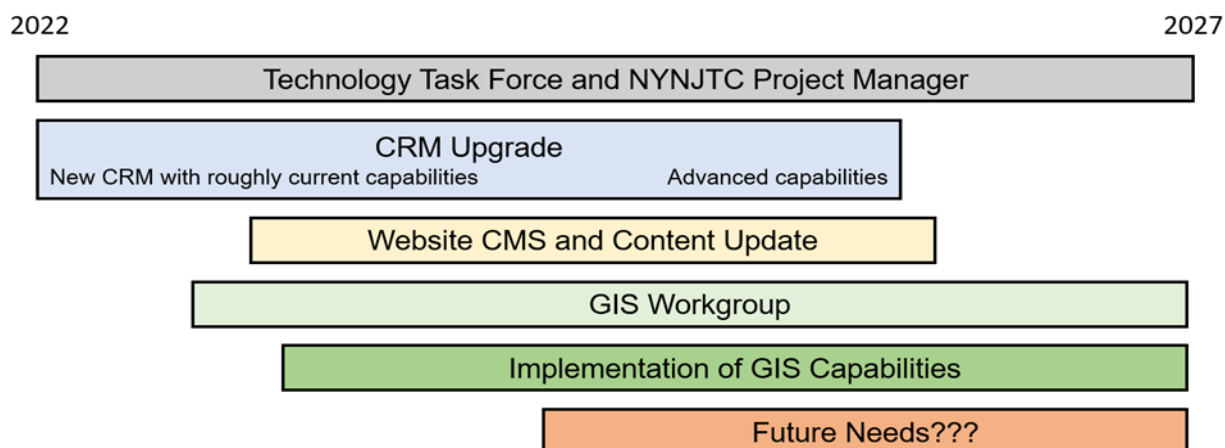 2022 2027
Technology Task Force and NYNJTC Project Manager
CRM Upgrade
New CRM with roughly current capabilities Advanced capabilities
Website CMS and Content Update
GIS Workgroup
Implementation of GIS Capabilities
Future Needs???